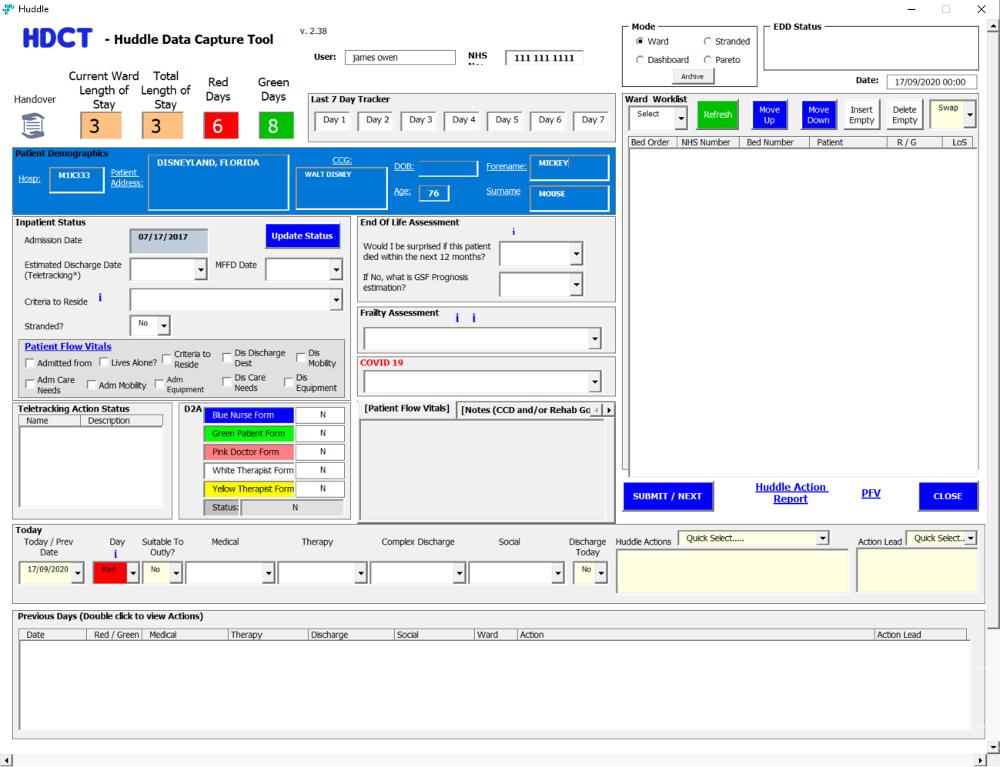 Huddle
HDCT - Huddle Data Capture Tool
v. 2.38
User: james owen
NHS
111 111 1111
Mode
Ward
Stranded
Dashboard
Pareto
Archive
EDD Status
Date: 17/09/2020 00:00
Handover
Current Ward
Length of
Stay
3
Total
Length of
Stay
3
Red
Days
6
Green
Days
8
Last 7 Day Tracker
Day 1 Day 2 Day 3 Day 4 Day 5 Day 6 Day 7
Ward Worklist
Select
Refresh
Move
Up
Move
Down
Insert
Empty
Delete
Empty
Swap
Bed Order NHS Number Bed Number Patient R / G LoS
Patient Demographics
Hosp: M1K333
Patient
Address:
DISNEYLAND, FLORIDA
CCG:
WALT DISNEY
DOB:
Age: 76
Forename: MICKEY
Surname MOUSE
Inpatient Status
Admission Date 07/17/2017
Update Status
Estimated Discharge Date
(Teletracking*)
MFFD Date
Criteria to Reside i
Stranded? No
Patient Flow Vitals
Admitted from
Lives Alone?
Criteria to
Reside
Dis Discharge
Dest
Dis
Mobility
Adm Care
Needs
Adm Mobility
Adm
Equipment
Dis Care
Needs
Dis
Equipment
End Of Life Assessment
i
Would I be surprised if this patient
died within the next 12 months?
If No, what is GSF Prognosis
estimation?
Frailty Assessment i i
COVID 19
Teletracking Action Status
Name Description
D2A
Blue Nurse Form N
Green Patient Form N
Pink Doctor Form N
White Therapist Form N
Yellow Therapist Form N
Status: N
[Patient Flow Vitals] [Notes (CCD and/or Rehab Go
SUBMIT / NEXT
Huddle Action
Report
PFV
CLOSE
Today
Today / Prev
Date
17/09/2020
Day
i
Red
Suitable To
Outly?
No
Medical
Therapy
Complex Discharge
Social
Discharge
Today
No
Huddle Actions Quick Select.....
Action Lead Quick Select..
Previous Days (Double click to view Actions)
Date Red / Green Medical Therapy Discharge Social Ward Action Action Lead